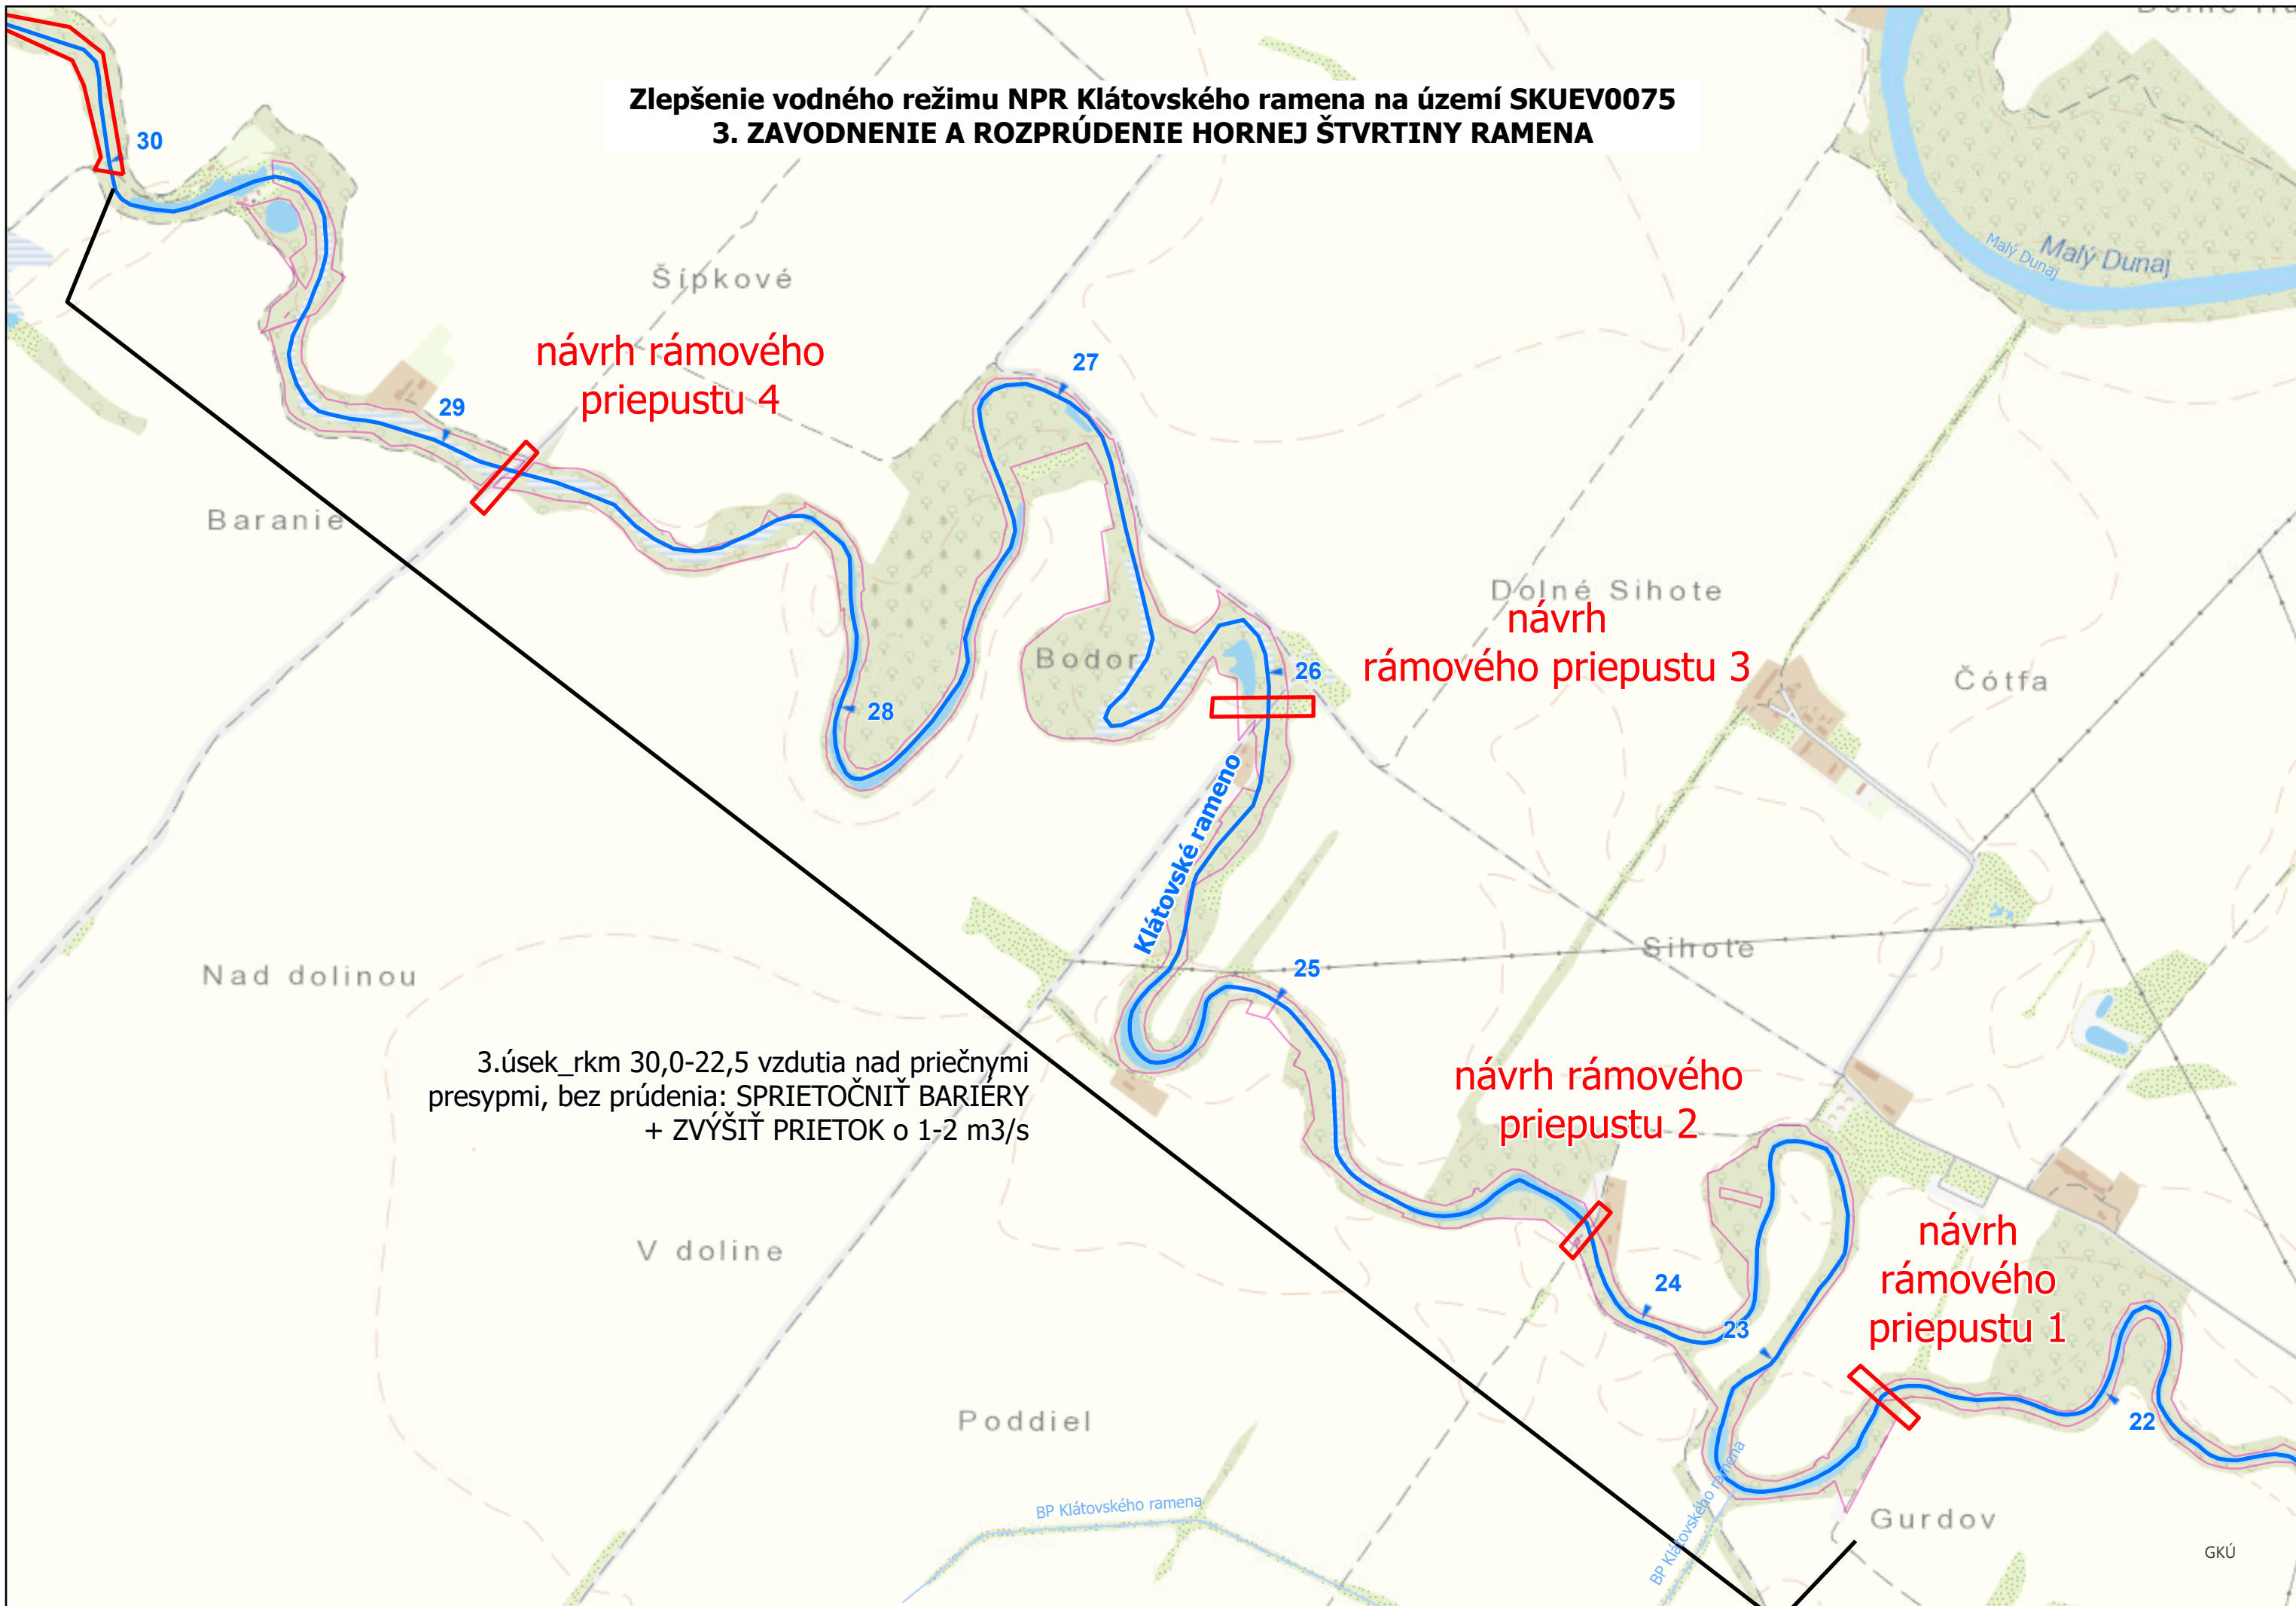 Zlepšenie vodného režimu NPR Klátovského ramena na území SKUEV0075
3. ZAVODNENIE A ROZPRÚDENIE HORNEJ ŠTVRTINY RAMENA
30
Malý Dunaj
Malý Dunaj
Šípkové
návrh rámového
priepustu 4
27
29
Baranie
Dolné Sihote
návrh
rámového priepustu 3
Bodor
26
Čótfa
28
Klátovské rameno
Sihote
25
Nad dolinou
3.úsek_rkm 30,0-22,5 vzdutia nad priečnymi
presypmi, bez prúdenia: SPRIETOČNIŤ BARIÉRY
+ ZVÝŠIŤ PRIETOK o 1-2 m3/s
návrh rámového
priepustu 2
V doline
návrh
rámového
priepustu 1
24
23
22
Poddiel
BP Klátovského ramena
BP Klátovského ramena
Gurdov
GKÚ